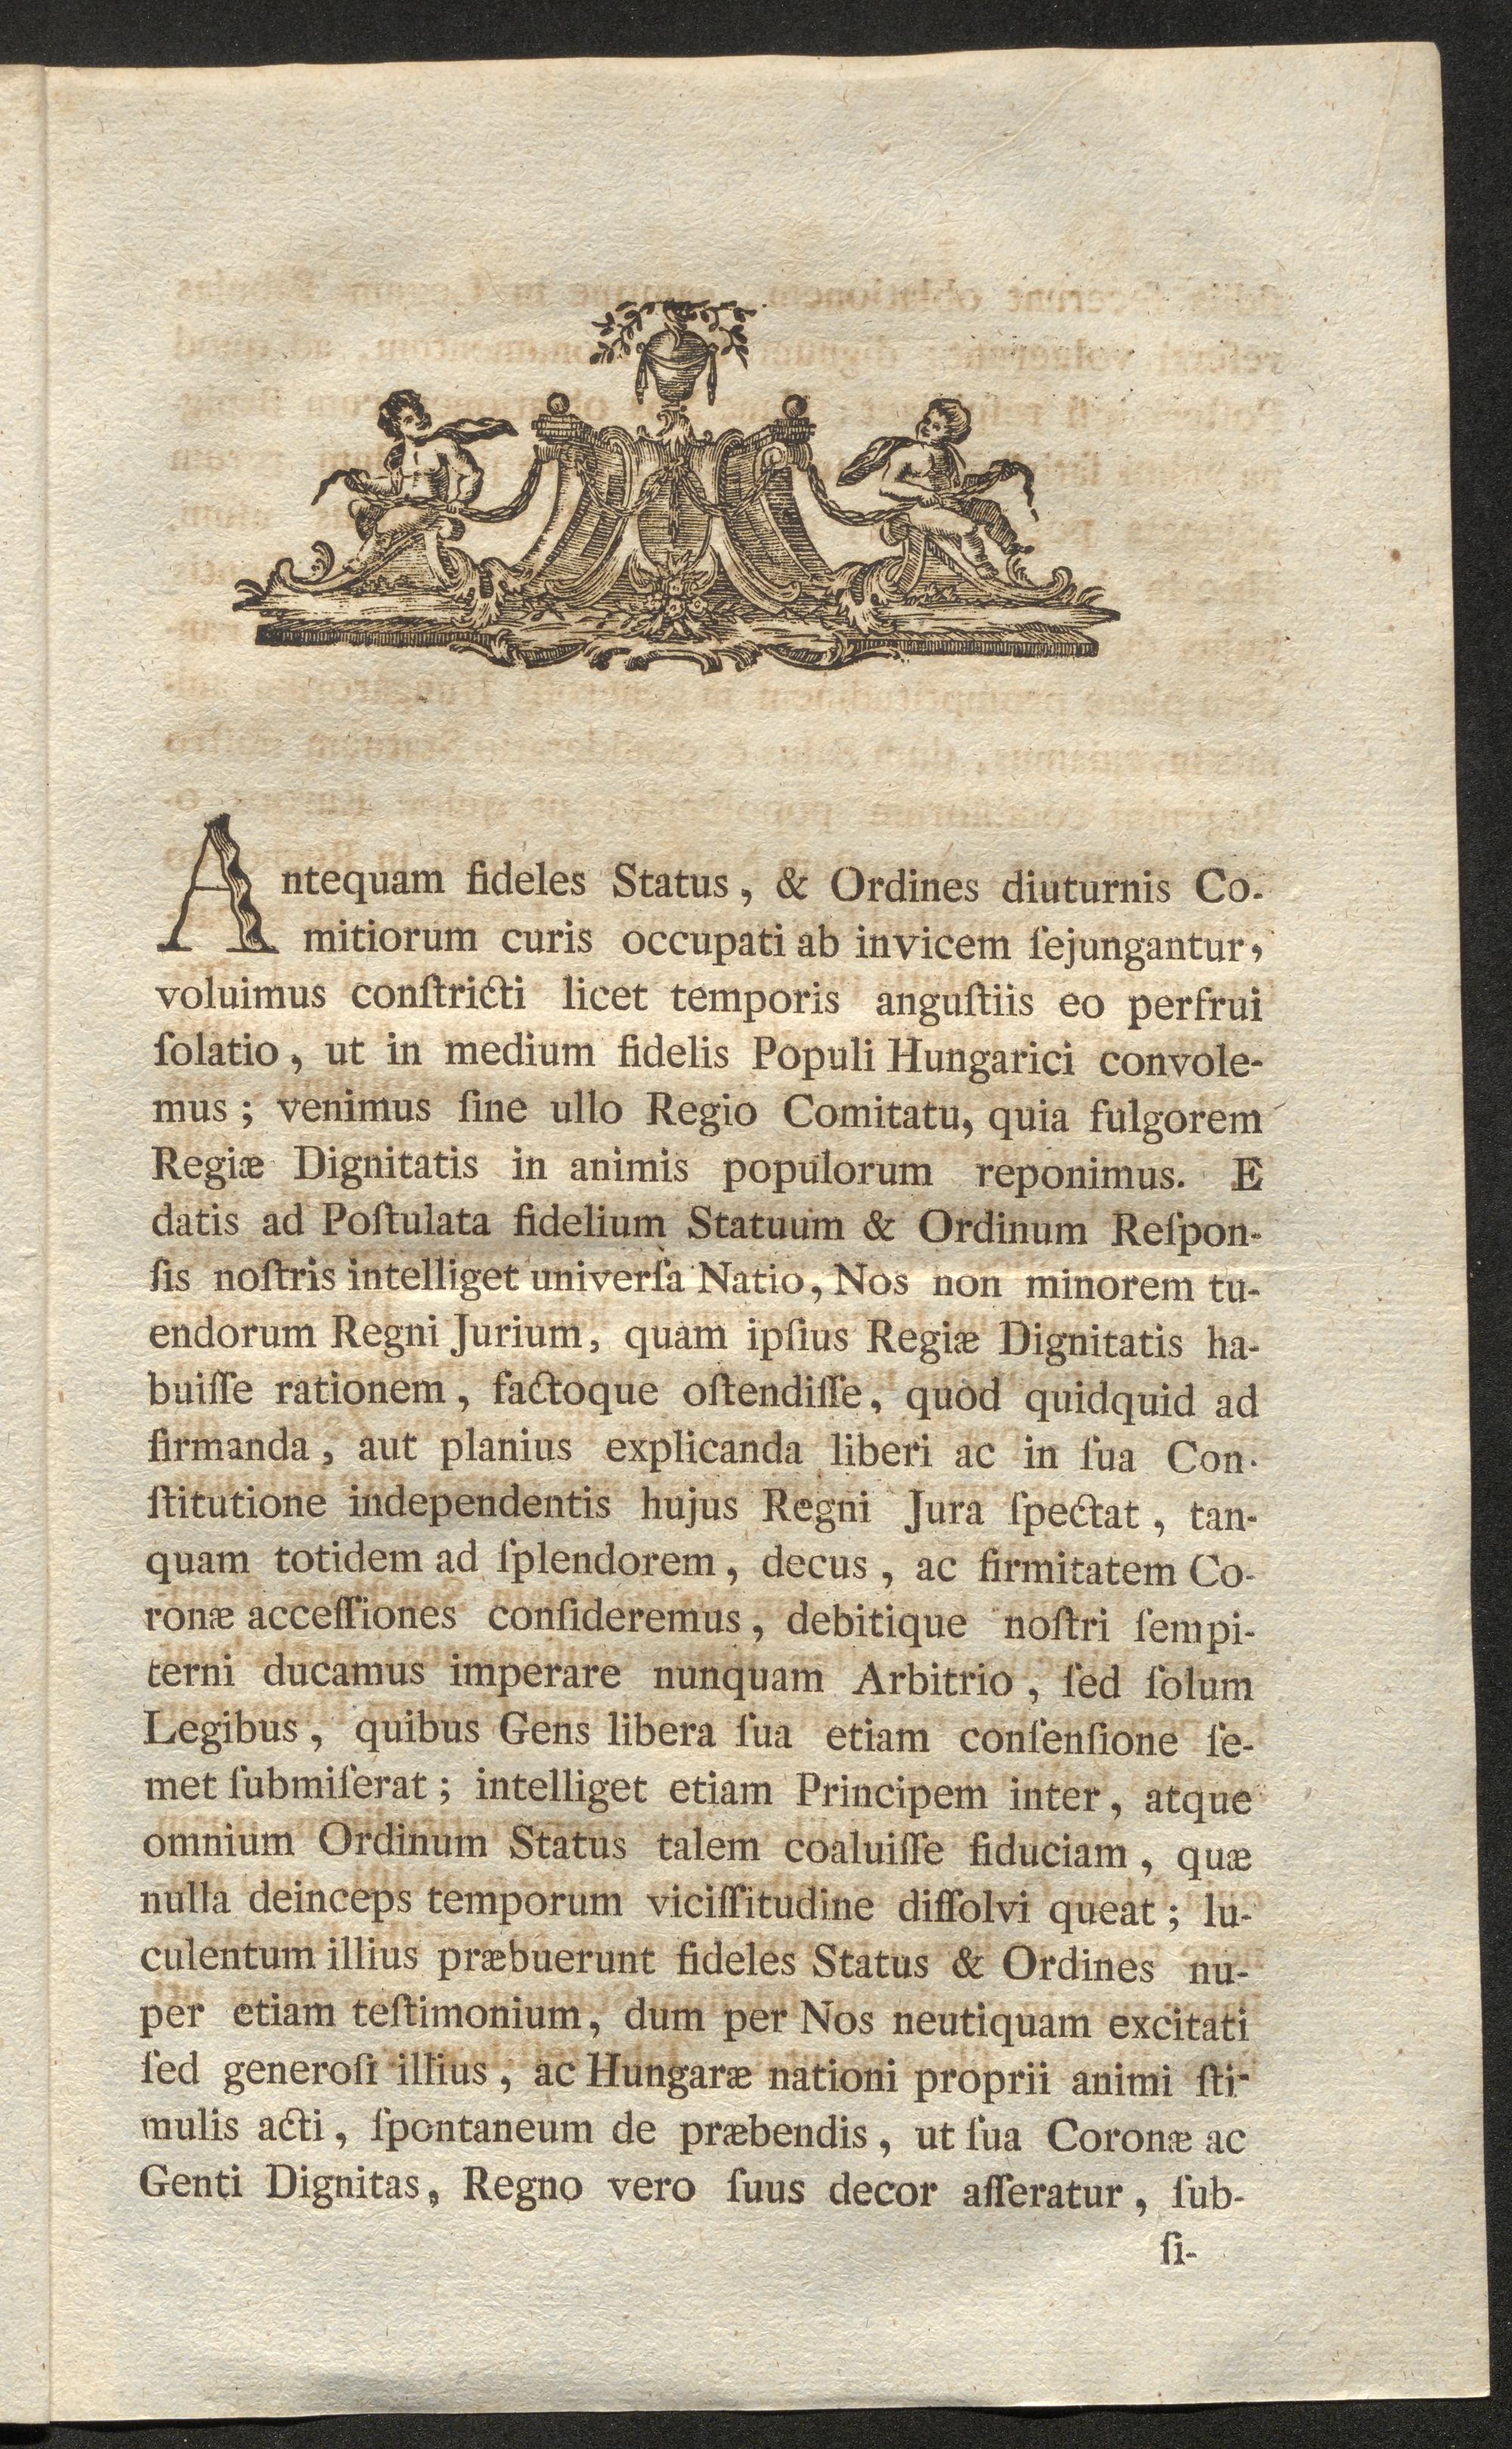 Antequam fideles Status, & Ordines diuturnis Co-
mitiorum curis occupati ab invicem ſejungantur,
voluimus conſtricti licet temporis anguſtiis eo perfrui
ſolatio, ut in medium fidelis Populi Hungarici convole-
mus; venimus ſine ullo Regio Comitatu, quia fulgorem
Regiæ Dignitatis in animis populorum reponimus. E
datis ad Poſtulata fidelium Statuum & Ordinum Reſpon-
ſis noſtris intelliget univerſa Natio, Nos non minorem tu-
endorum Regni Jurium, quam ipſius Regiæ Dignitatis ha-
buiſſe rationem, factoque oſtendiſſe, quod quidquid ad
firmanda, aut planius explicanda liberi ac in ſua Con-
ſtitutione independentis hujus Regni Jura ſpectat, tan-
quam totidem ad ſplendorem, decus, ac firmitatem Co-
ronæ acceſſiones conſideremus, debitique noſtri ſempi-
terni ducamus imperare nunquam Arbitrio, ſed ſolum
Legibus, quibus Gens libera ſua etiam conſenſione ſe-
met ſubmiſerat; intelliget etiam Principem inter, atque
omnium Ordinum Status talem coaluiſſe fiduciam, quæ
nulla deinceps temporum viciſſitudine diſſolvi queat; lu-
culentum illius præbuerunt fideles Status & Ordines nu-
per etiam teſtimonium, dum per Nos neutiquam excitati
ſed generoſi illius, ac Hungaræ nationi proprii animi ſti-
mulis acti, ſpontaneum de præbendis, ut ſua Coronæ ac
Genti Dignitas, Regno vero ſuus decor aſſeratur, ſub-
ſi-